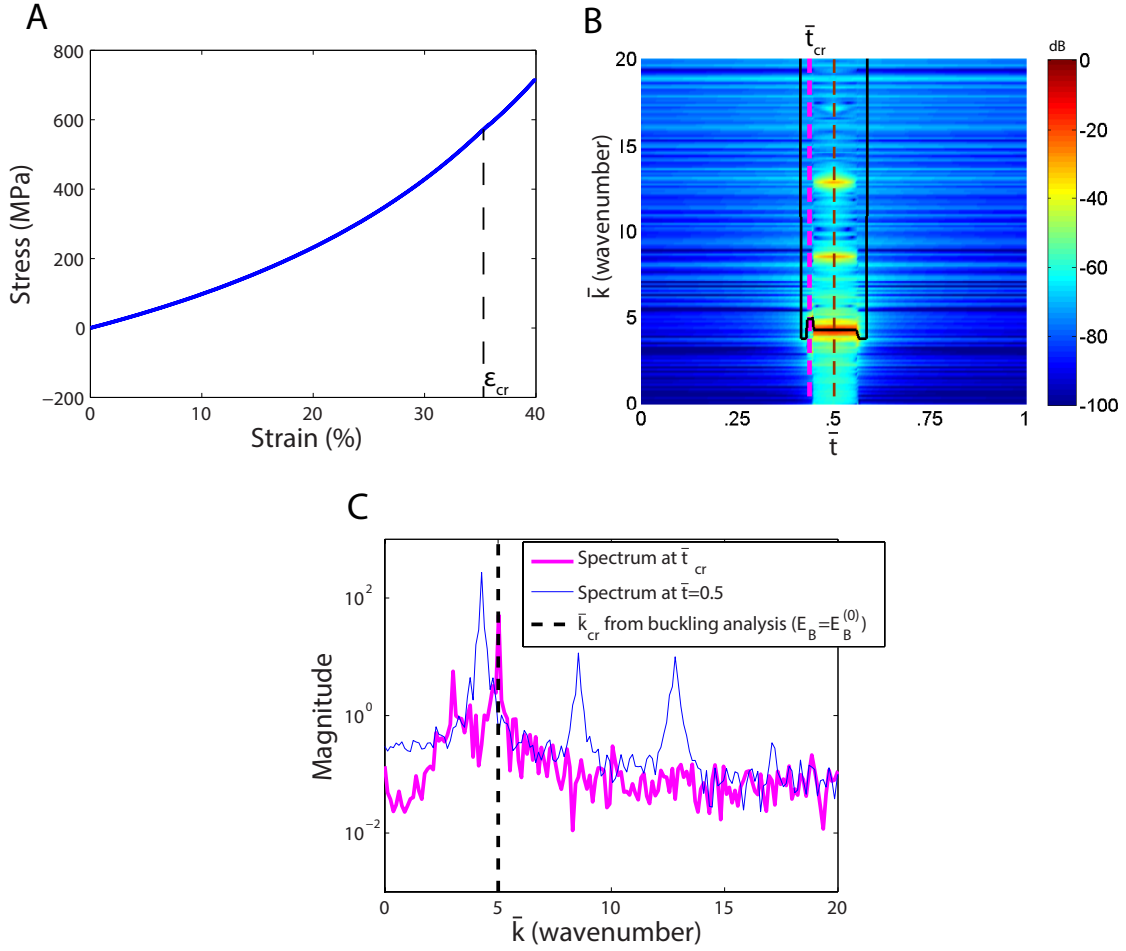 A
800
600
400
200
0
−200
0
10
20
30
40
Stress (MPa)
Strain (%)
ε_cr
B
t̄_cr
dB
20
15
10
5
0
0
.25
.5
.75
1
k̄ (wavenumber)
t̄
0
-20
-40
-60
-80
-100
C
10^2
10^0
10^−2
0
5
10
15
20
Magnitude
k̄ (wavenumber)
Spectrum at t̄_cr
Spectrum at t̄=0.5
k̄_cr from buckling analysis (E_B=E_B^(0))